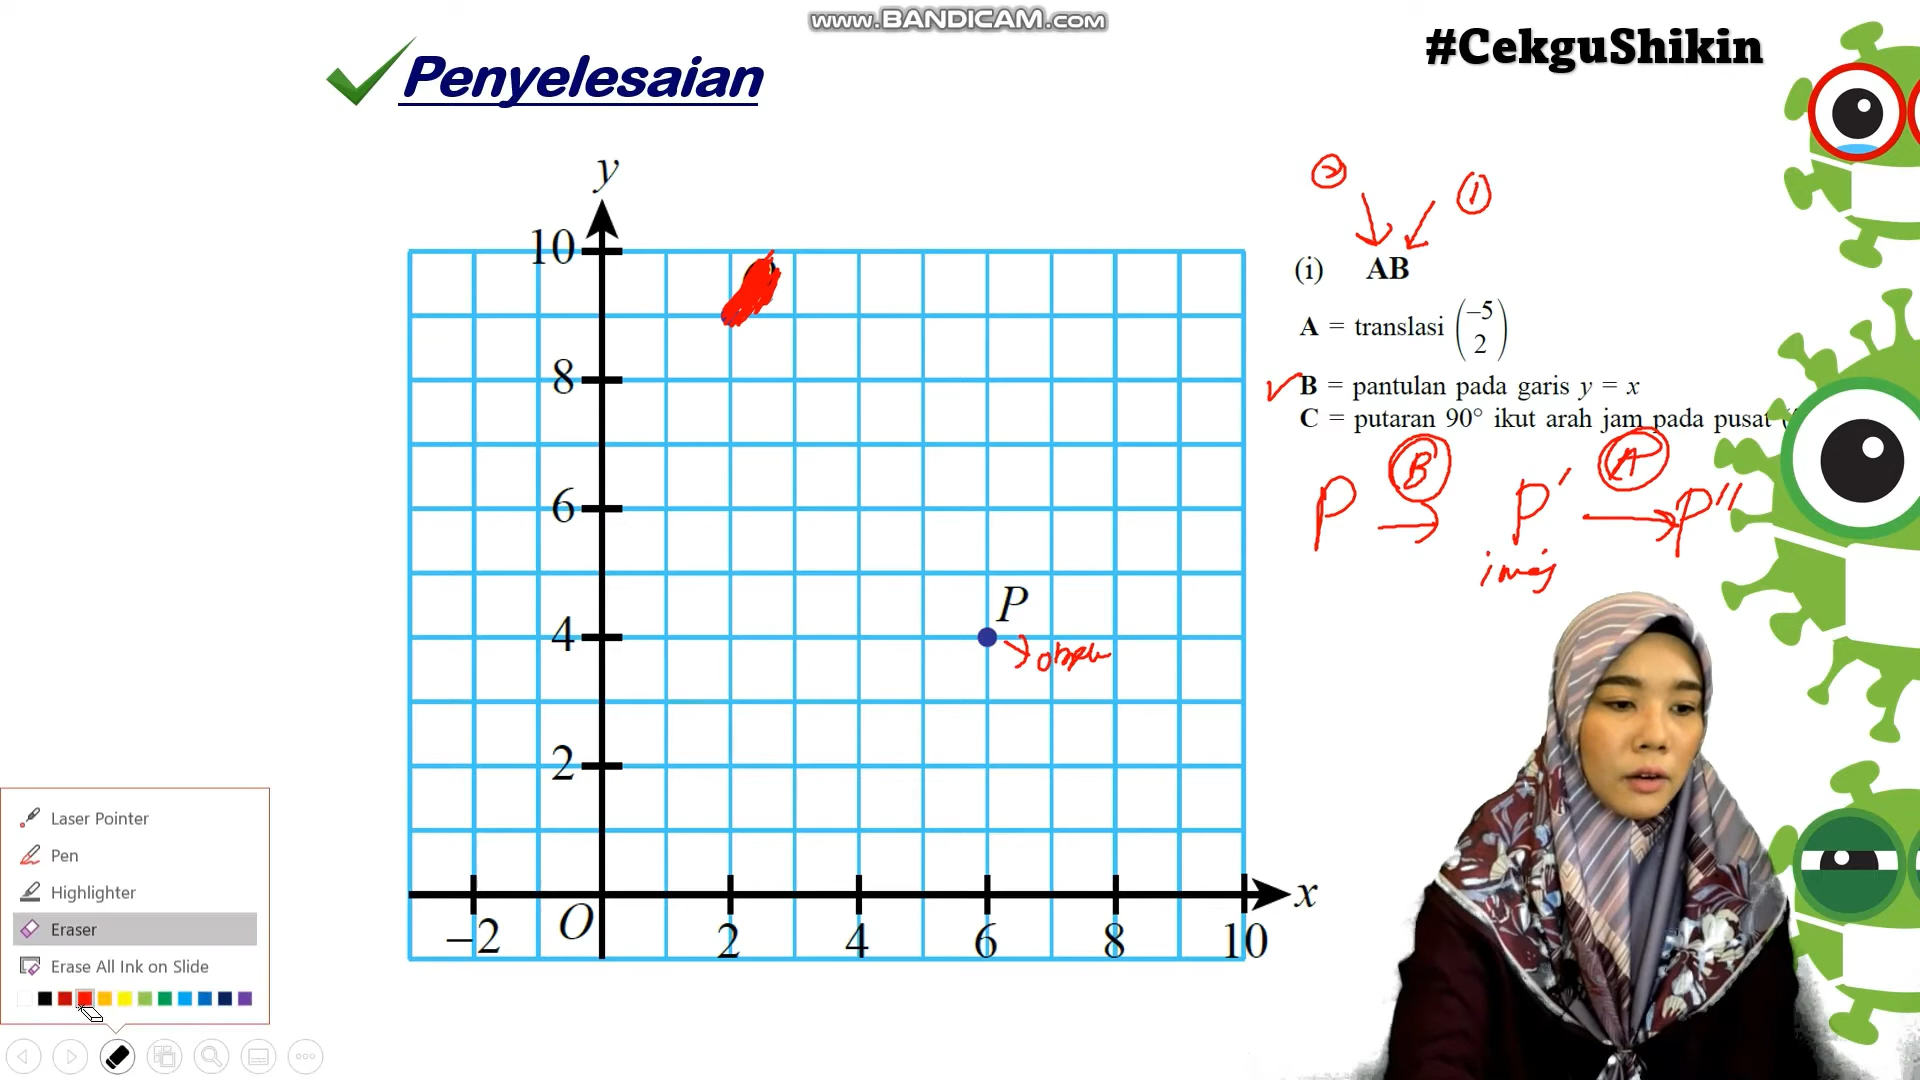 www.BANDICAM.com
#CekguShikin
Penyelesaian
y
10
8
6
4
2
-2
O
2
4
6
8
10
x
P
② ①
(i) AB
A = translasi (-5 2)
B = pantulan pada garis y = x
C = putaran 90° ikut arah jam pada pusat (
B A
P → P' → P"
imej
Laser Pointer
Pen
Highlighter
Eraser
Erase All Ink on Slide